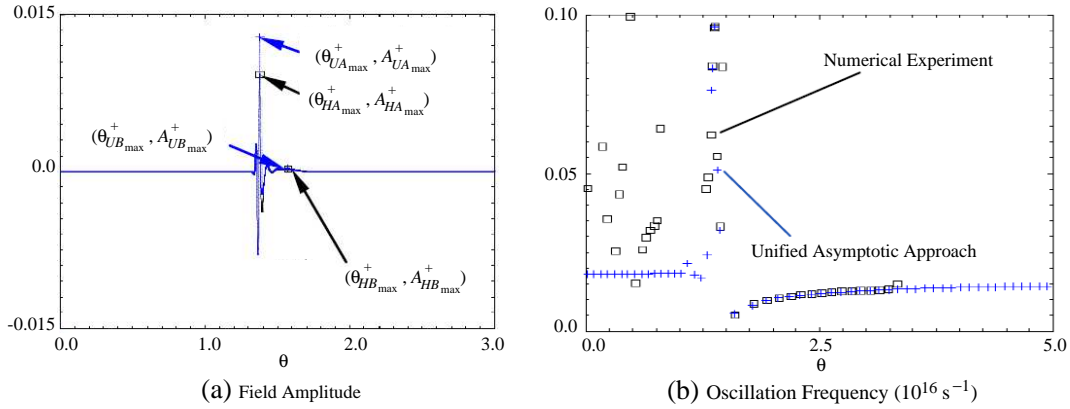 0.015
0.0
-0.015
0.0 1.0 2.0 3.0
θ
(θ⁺UAmax , A⁺UAmax)
(θ⁺HAmax , A⁺HAmax)
(θ⁺UBmax , A⁺UBmax)
(θ⁺HBmax , A⁺HBmax)
(a) Field Amplitude
0.10
0.05
0.0
0.0 2.5 5.0
θ
Numerical Experiment
Unified Asymptotic Approach
(b) Oscillation Frequency (10¹⁶ s⁻¹)